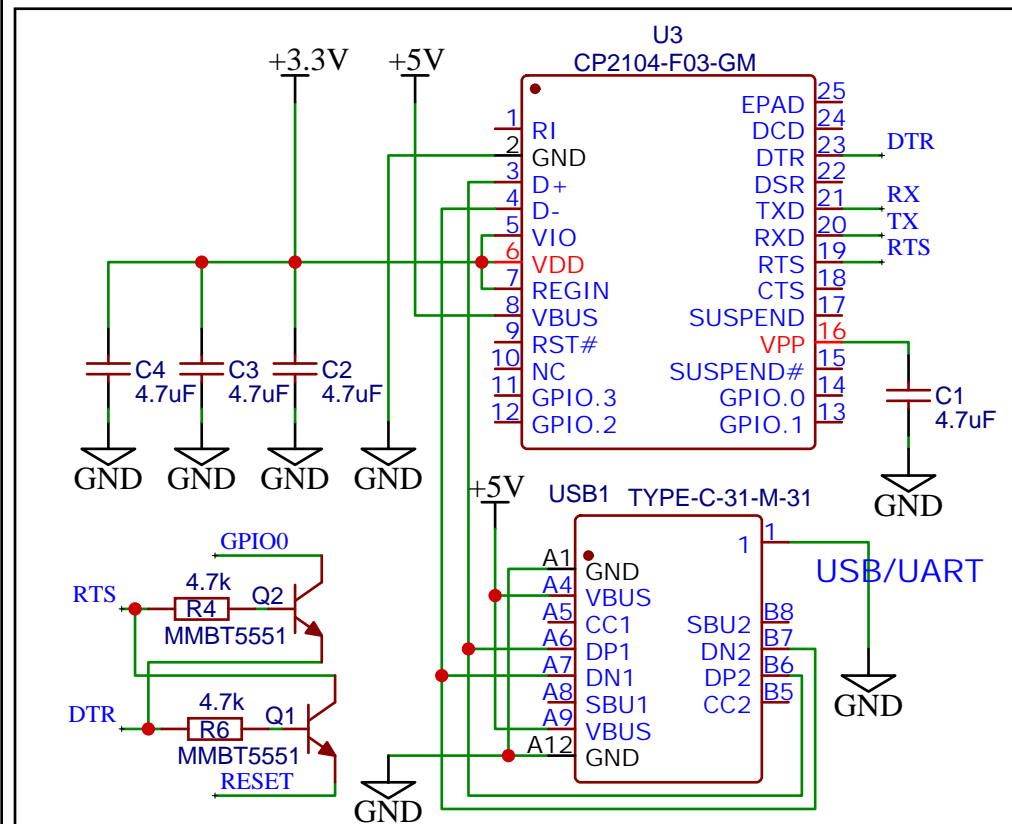 U3
CP2104-F03-GM
+3.3V
+5V
1 RI
2 GND
3 D+
4 D-
5 VIO
6 VDD
7 REGIN
8 VBUS
9 RST#
10 NC
11 GPIO.3
12 GPIO.2
EPAD 25
DCD 24
DTR 23 DTR
DSR 22
TXD 21 RX
RXD 20 TX
RTS 19 RTS
CTS 18
SUSPEND 17
VPP 16
SUSPEND# 15
GPIO.0 14
GPIO.1 13
C4
4.7uF
C3
4.7uF
C2
4.7uF
C1
4.7uF
GND
GND
GND
GND
GND
+5V
USB1 TYPE-C-31-M-31
A1 GND
A4 VBUS
A5 CC1
A6 DP1
A7 DN1
A8 SBU1
A9 VBUS
A12 GND
1 1
SBU2 B8
DN2 B7
DP2 B6
CC2 B5
USB/UART
GND
GND
GPIO0
RTS
4.7k
R4
Q2
MMBT5551
DTR
4.7k
R6
Q1
MMBT5551
RESET